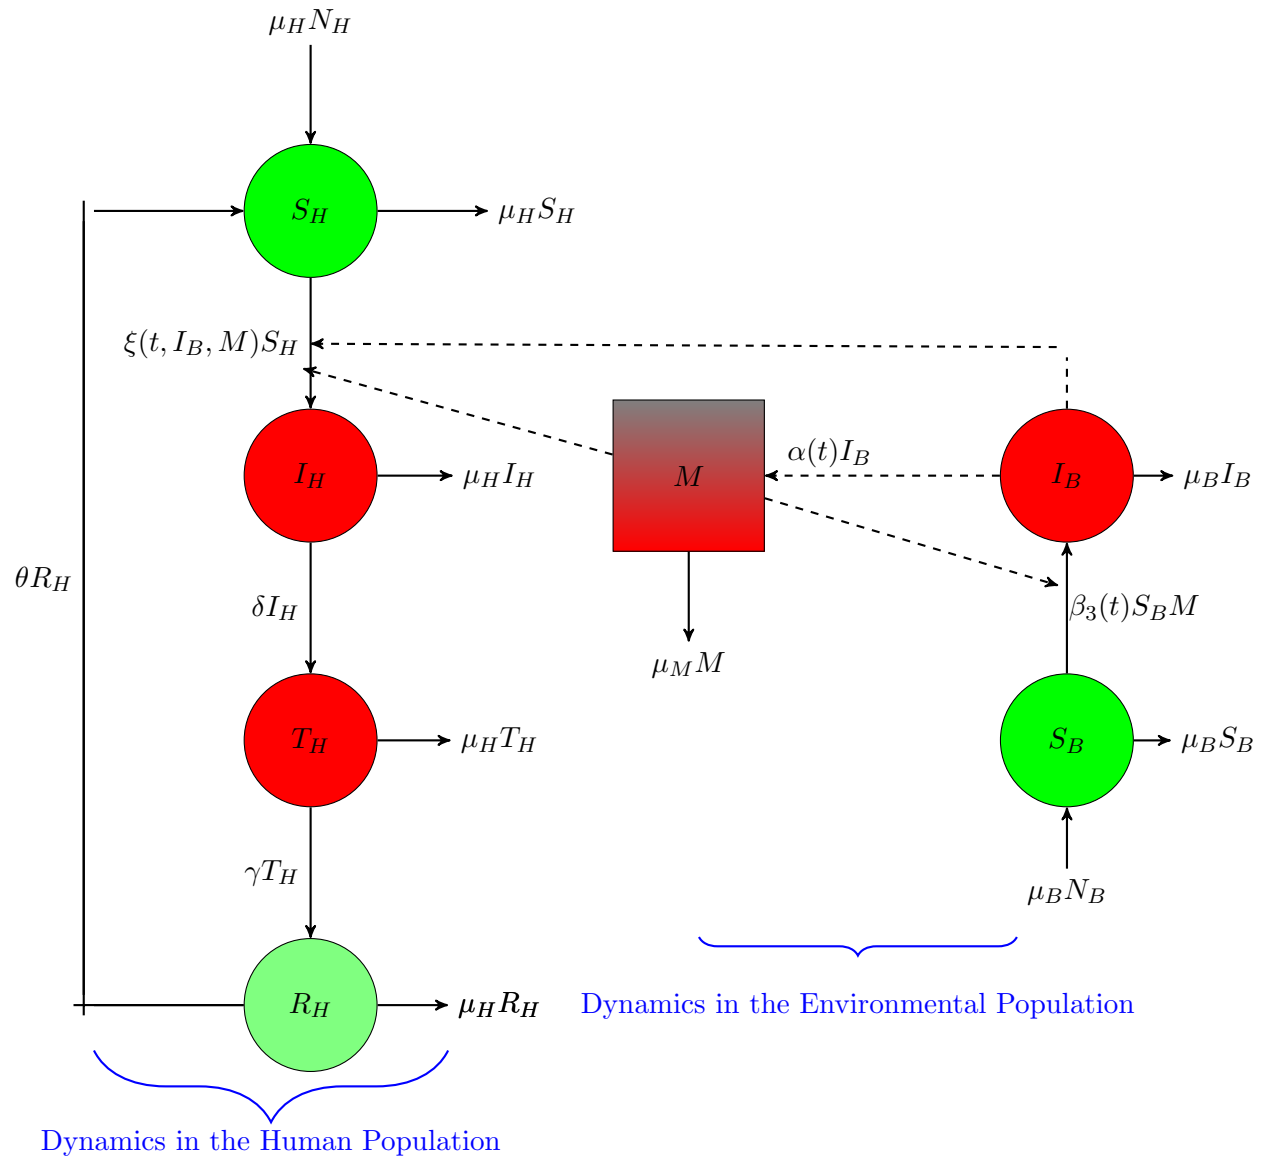 μ_H N_H
S_H
μ_H S_H
ξ(t, I_B, M)S_H
α(t)I_B
I_H
μ_H I_H
M
I_B
μ_B I_B
θR_H
δI_H
β_3(t)S_B M
μ_M M
T_H
μ_H T_H
S_B
μ_B S_B
γT_H
μ_B N_B
R_H
μ_H R_H
Dynamics in the Environmental Population
Dynamics in the Human Population